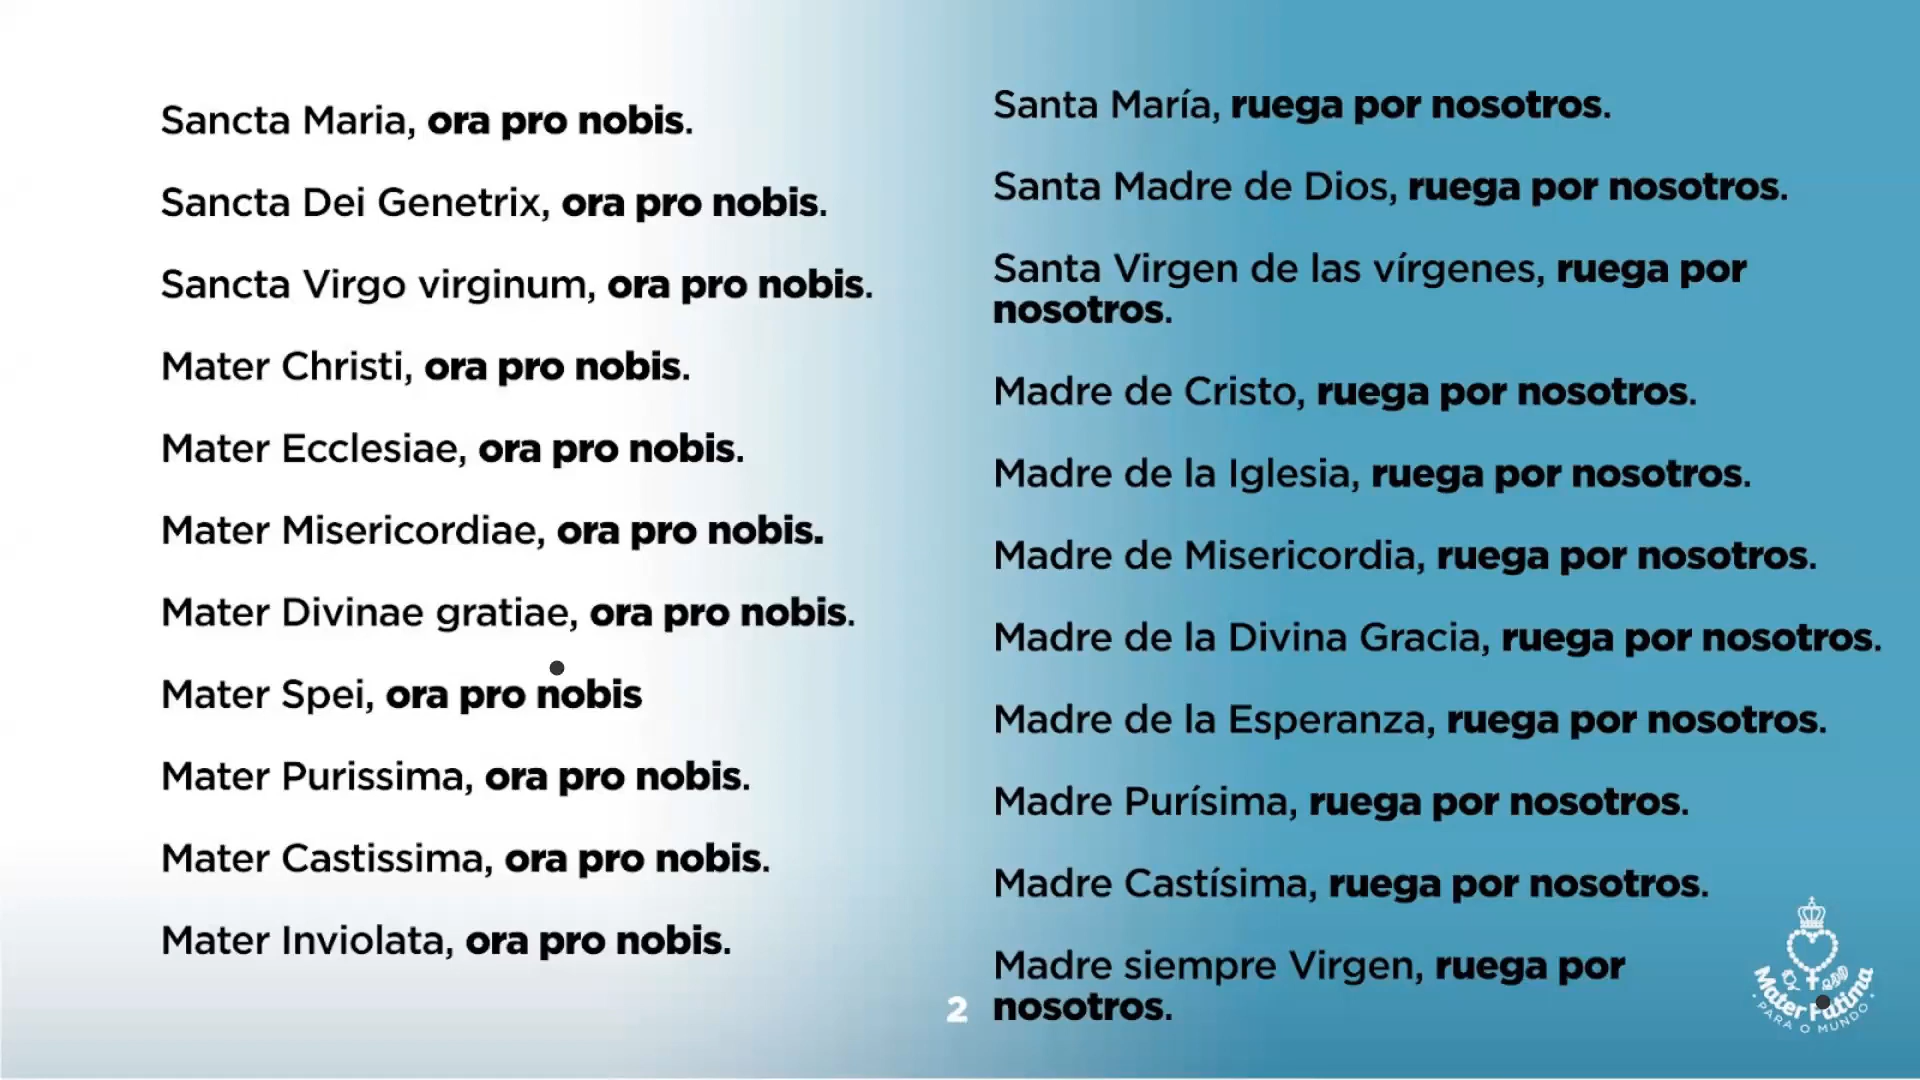 Sancta Maria, ora pro nobis.
Sancta Dei Genetrix, ora pro nobis.
Sancta Virgo virginum, ora pro nobis.
Mater Christi, ora pro nobis.
Mater Ecclesiae, ora pro nobis.
Mater Misericordiae, ora pro nobis.
Mater Divinae gratiae, ora pro nobis.
Mater Spei, ora pro nobis
Mater Purissima, ora pro nobis.
Mater Castissima, ora pro nobis.
Mater Inviolata, ora pro nobis.
Santa María, ruega por nosotros.
Santa Madre de Dios, ruega por nosotros.
Santa Virgen de las vírgenes, ruega por
nosotros.
Madre de Cristo, ruega por nosotros.
Madre de la Iglesia, ruega por nosotros.
Madre de Misericordia, ruega por nosotros.
Madre de la Divina Gracia, ruega por nosotros.
Madre de la Esperanza, ruega por nosotros.
Madre Purísima, ruega por nosotros.
Madre Castísima, ruega por nosotros.
Madre siempre Virgen, ruega por
nosotros.
2
Mater Fatima
PARA O MUNDO